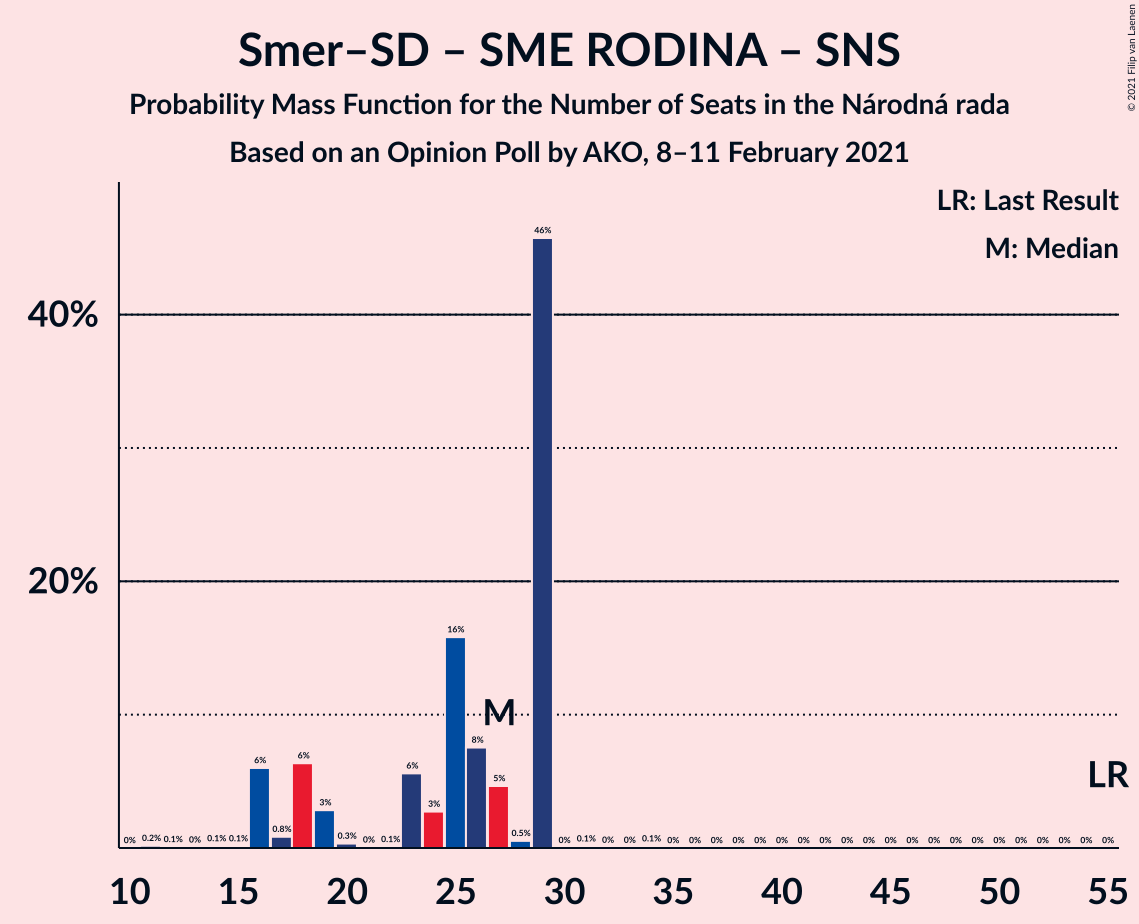 Smer–SD – SME RODINA – SNS
Probability Mass Function for the Number of Seats in the Národná rada
Based on an Opinion Poll by AKO, 8–11 February 2021
© 2021 Filip van Laenen
LR: Last Result
M: Median
46%
40%
20%
16%
M
8%
6%
6%
6%
5%
3%
3%
LR
0% 0.2% 0.1% 0% 0.1% 0.1% 0.8% 0.3% 0% 0.1% 0.5% 0% 0.1% 0% 0% 0.1% 0% 0% 0% 0% 0% 0% 0% 0% 0% 0% 0% 0% 0% 0% 0% 0% 0% 0% 0% 0% 0%
10 15 20 25 30 35 40 45 50 55